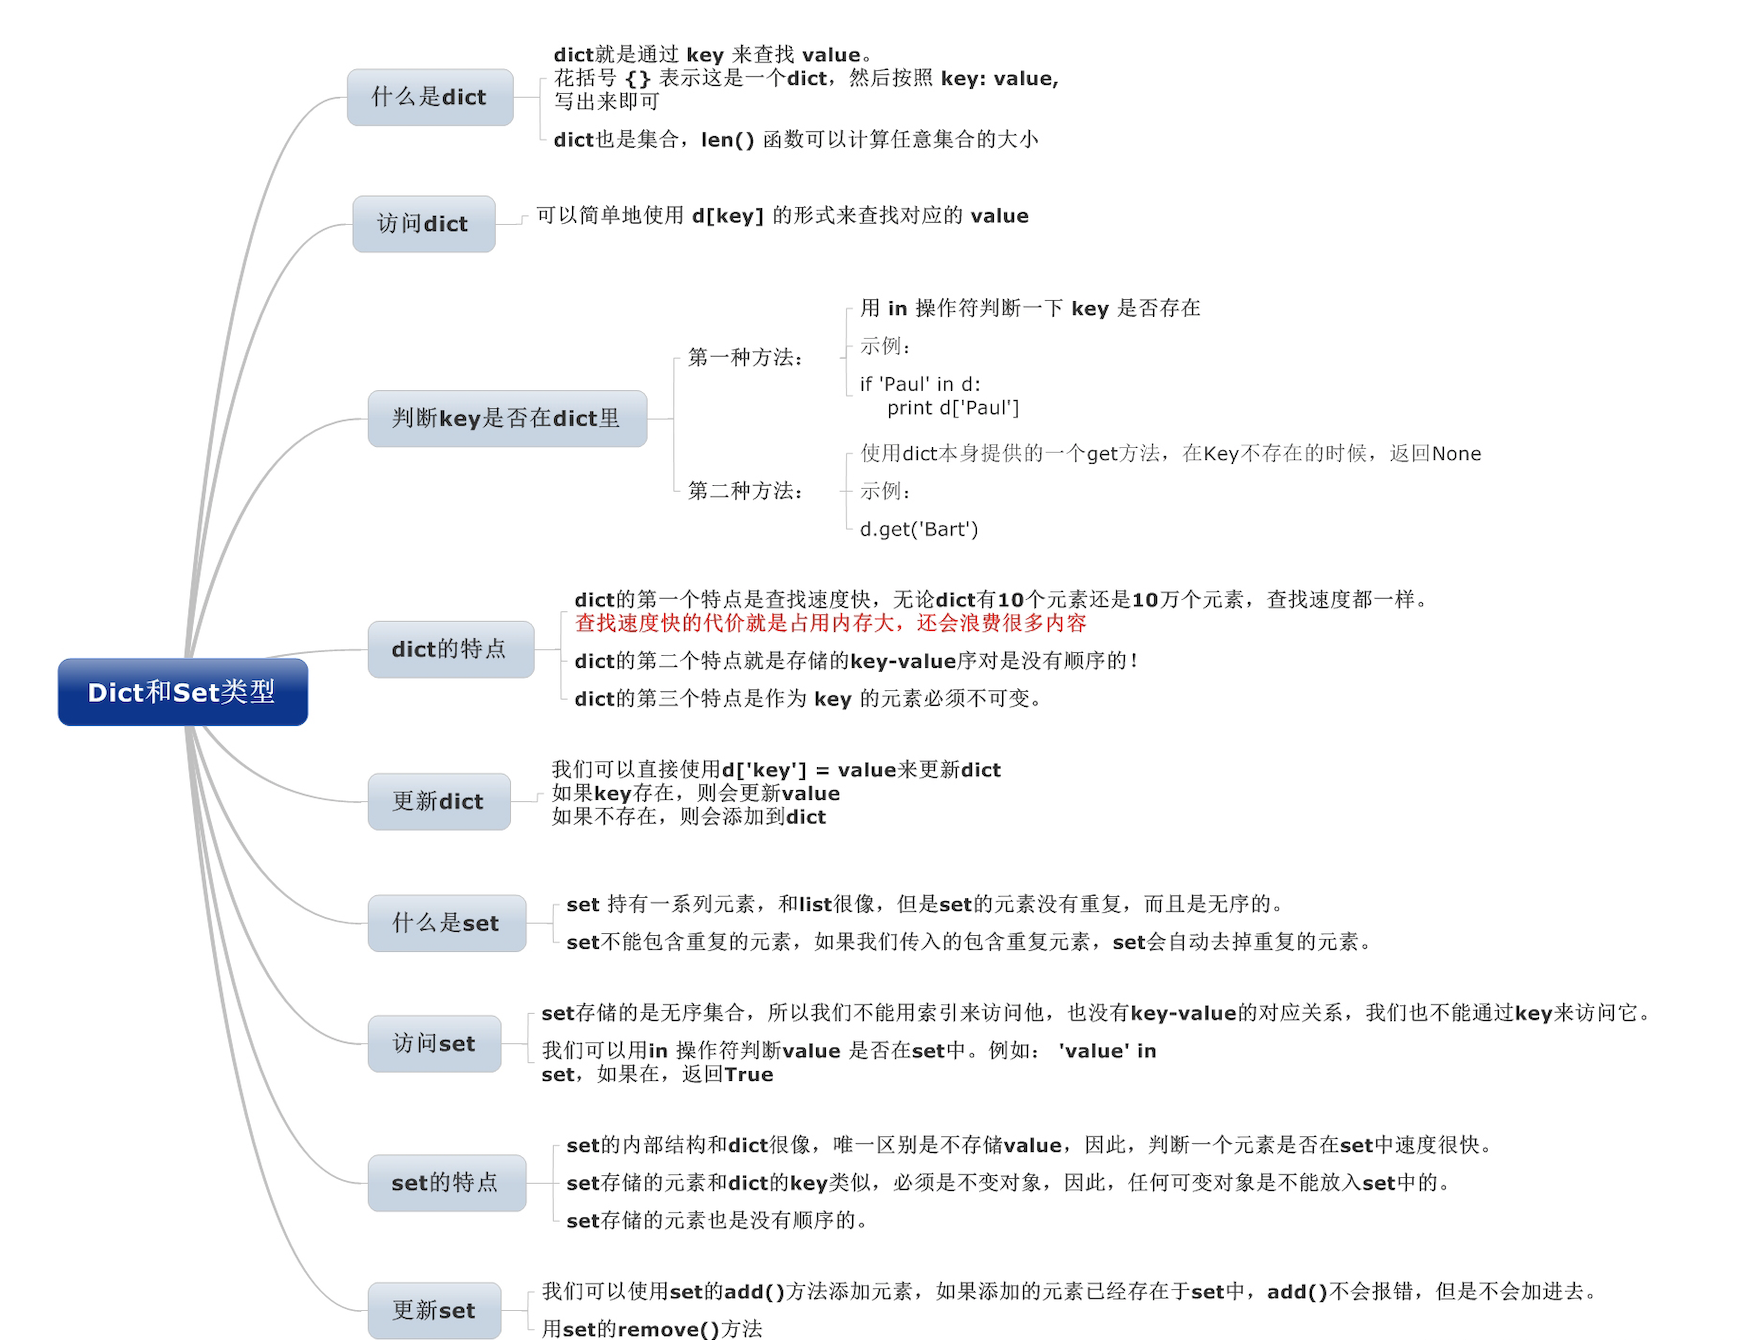 dict就是通过 key 来查找 value。
花括号 {} 表示这是一个dict，然后按照 key: value,
写出来即可
什么是dict
dict也是集合，len() 函数可以计算任意集合的大小
访问dict
可以简单地使用 d[key] 的形式来查找对应的 value
判断key是否在dict里
第一种方法：
用 in 操作符判断一下 key 是否存在
示例：
if 'Paul' in d:
print d['Paul']
第二种方法：
使用dict本身提供的一个get方法，在Key不存在的时候，返回None
示例：
d.get('Bart')
dict的特点
dict的第一个特点是查找速度快，无论dict有10个元素还是10万个元素，查找速度都一样。
查找速度快的代价就是占用内存大，还会浪费很多内容
dict的第二个特点就是存储的key-value序对是没有顺序的！
dict的第三个特点是作为 key 的元素必须不可变。
Dict和Set类型
更新dict
我们可以直接使用d['key'] = value来更新dict
如果key存在，则会更新value
如果不存在，则会添加到dict
什么是set
set 持有一系列元素，和list很像，但是set的元素没有重复，而且是无序的。
set不能包含重复的元素，如果我们传入的包含重复元素，set会自动去掉重复的元素。
访问set
set存储的是无序集合，所以我们不能用索引来访问他，也没有key-value的对应关系，我们也不能通过key来访问它。
我们可以用in 操作符判断value 是否在set中。例如： 'value' in
set，如果在，返回True
set的特点
set的内部结构和dict很像，唯一区别是不存储value，因此，判断一个元素是否在set中速度很快。
set存储的元素和dict的key类似，必须是不变对象，因此，任何可变对象是不能放入set中的。
set存储的元素也是没有顺序的。
更新set
我们可以使用set的add()方法添加元素，如果添加的元素已经存在于set中，add()不会报错，但是不会加进去。
用set的remove()方法